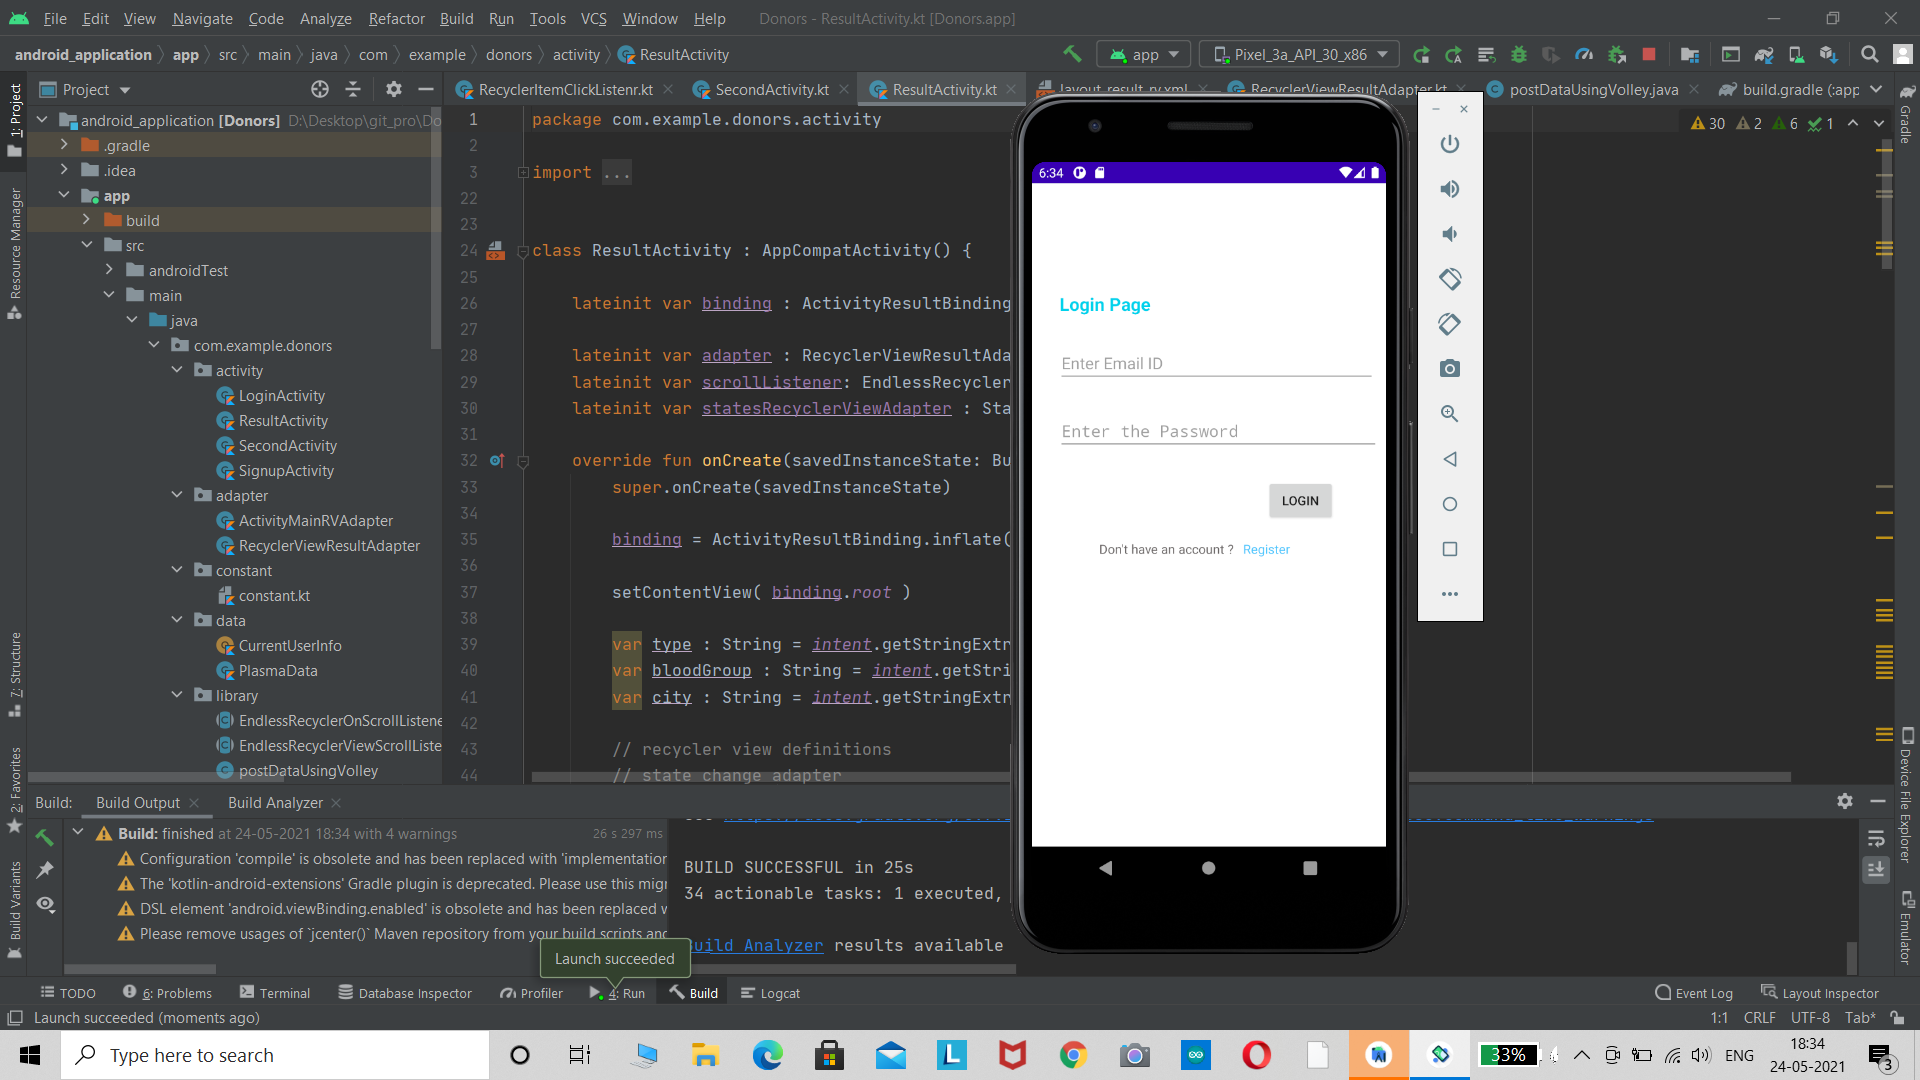 File Edit View Navigate Code Analyze Refactor Build Run Tools VCS Window Help Donors - ResultActivity.kt [Donors.app]
android_application app src main java com example donors activity ResultActivity app Pixel_3a_API_30_x86
Project RecyclerItemClickListenr.kt SecondActivity.kt ResultActivity.kt layout_result_rv.xml RecyclerViewResultAdapter.kt postDataUsingVolley.java build.gradle (:app
1: Project
Resource Manager
7: Structure
2: Favorites
Build Variants
android_application [Donors] D:\Desktop\git_pro\Do
.gradle
.idea
app
build
src
androidTest
main
java
com.example.donors
activity
LoginActivity
ResultActivity
SecondActivity
SignupActivity
adapter
ActivityMainRVAdapter
RecyclerViewResultAdapter
constant
constant.kt
data
CurrentUserInfo
PlasmaData
library
EndlessRecyclerOnScrollListene
EndlessRecyclerViewScrollListe
postDataUsingVolley
1 package com.example.donors.activity
2
3 import ...
22
23
24 class ResultActivity : AppCompatActivity() {
25
26 lateinit var binding : ActivityResultBinding
27
28 lateinit var adapter : RecyclerViewResultAda
29 lateinit var scrollListener: EndlessRecycler
30 lateinit var statesRecyclerViewAdapter : Sta
31
32 override fun onCreate(savedInstanceState: Bu
33 super.onCreate(savedInstanceState)
34
35 binding = ActivityResultBinding.inflate(
36
37 setContentView( binding.root )
38
39 var type : String = intent.getStringExtr
40 var bloodGroup : String = intent.getStri
41 var city : String = intent.getStringExtr
42
43 // recycler view definitions
44 // state change adapter
30 2 6 1
6:34
Login Page
Enter Email ID
Enter the Password
LOGIN
Don't have an account ? Register
Gradle
Device File Explorer
Emulator
Build: Build Output Build Analyzer
Build: finished at 24-05-2021 18:34 with 4 warnings 26 s 297 ms
Configuration 'compile' is obsolete and has been replaced with 'implementation
The 'kotlin-android-extensions' Gradle plugin is deprecated. Please use this mig
DSL element 'android.viewBinding.enabled' is obsolete and has been replaced w
Please remove usages of `jcenter()` Maven repository from your build scripts and
BUILD SUCCESSFUL in 25s
34 actionable tasks: 1 executed,
Build Analyzer results available
Launch succeeded
TODO 6: Problems Terminal Database Inspector Profiler 4: Run Build Logcat Event Log Layout Inspector
Launch succeeded (moments ago) 1:1 CRLF UTF-8 Tab*
Type here to search 33% ENG 18:34
24-05-2021 3